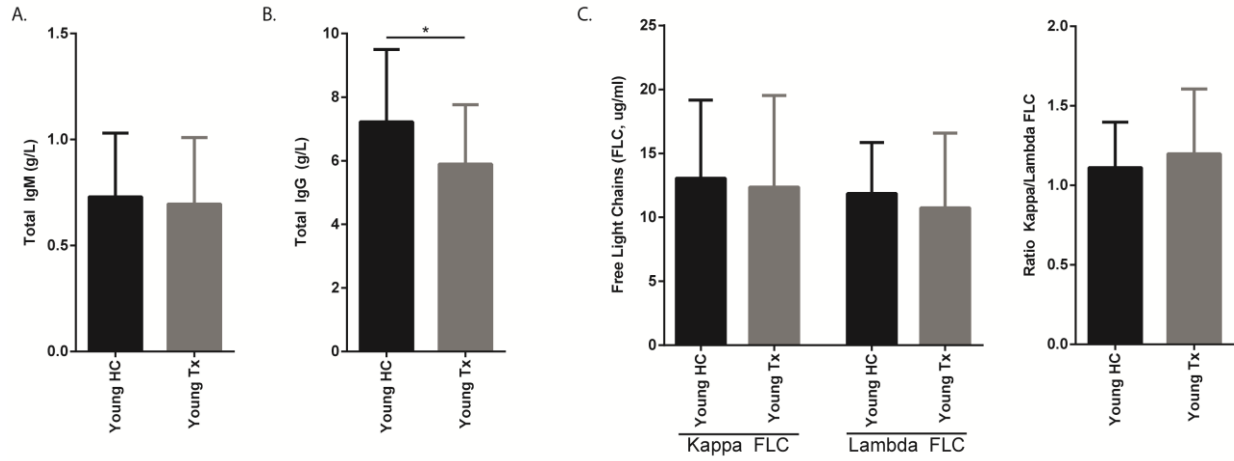 A.
Total IgM (g/L)
1.5
1.0
0.5
0.0
Young HC
Young Tx
B.
Total IgG (g/L)
10
8
6
4
2
0
*
Young HC
Young Tx
C.
Free Light Chains (FLC, ug/ml)
25
20
15
10
5
0
Young HC
Young Tx
Young HC
Young Tx
Kappa FLC
Lambda FLC
Ratio Kappa/Lambda FLC
2.0
1.5
1.0
0.5
0.0
Young HC
Young Tx